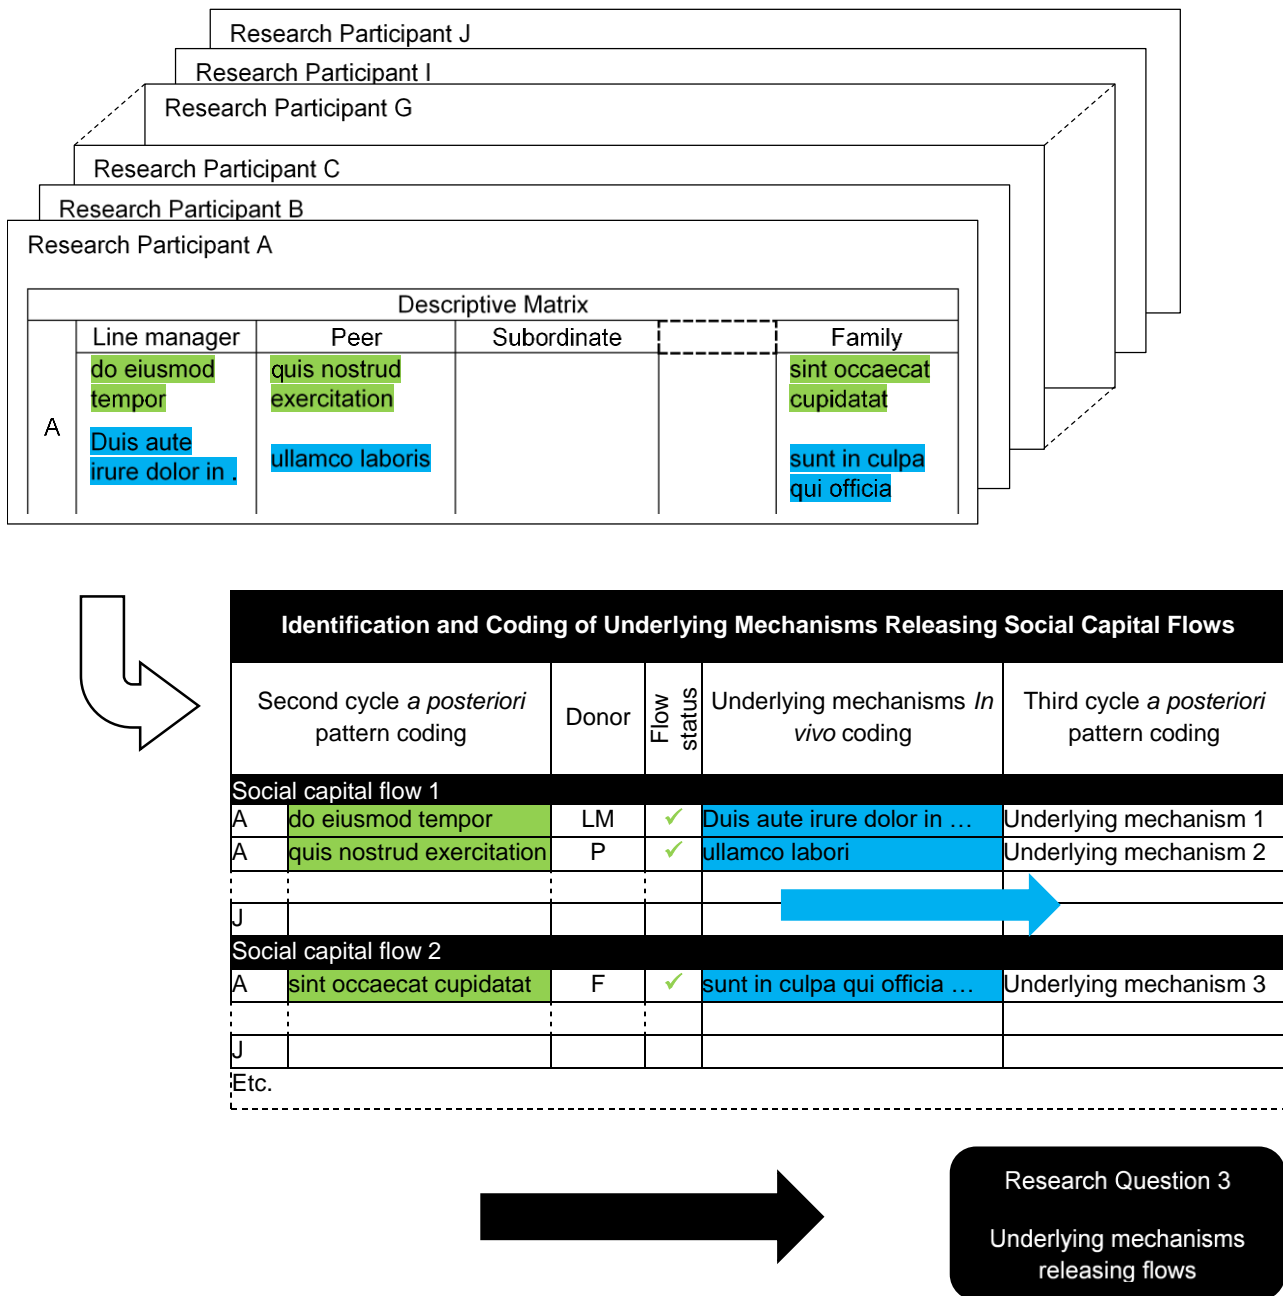 Research Participant J
Research Participant I
Research Participant G
Research Participant C
Research Participant B
Research Participant A
Descriptive Matrix
Line manager Peer Subordinate Family
A
do eiusmod
tempor
Duis aute
irure dolor in .
quis nostrud
exercitation
ullamco laboris
sint occaecat
cupidatat
sunt in culpa
qui officia
Identification and Coding of Underlying Mechanisms Releasing Social Capital Flows
Second cycle a posteriori
pattern coding
Donor
Flow
status
Underlying mechanisms In
vivo coding
Third cycle a posteriori
pattern coding
Social capital flow 1
A do eiusmod tempor LM ✓ Duis aute irure dolor in … Underlying mechanism 1
A quis nostrud exercitation P ✓ ullamco labori Underlying mechanism 2
J
Social capital flow 2
A sint occaecat cupidatat F ✓ sunt in culpa qui officia … Underlying mechanism 3
J
Etc.
Research Question 3
Underlying mechanisms
releasing flows